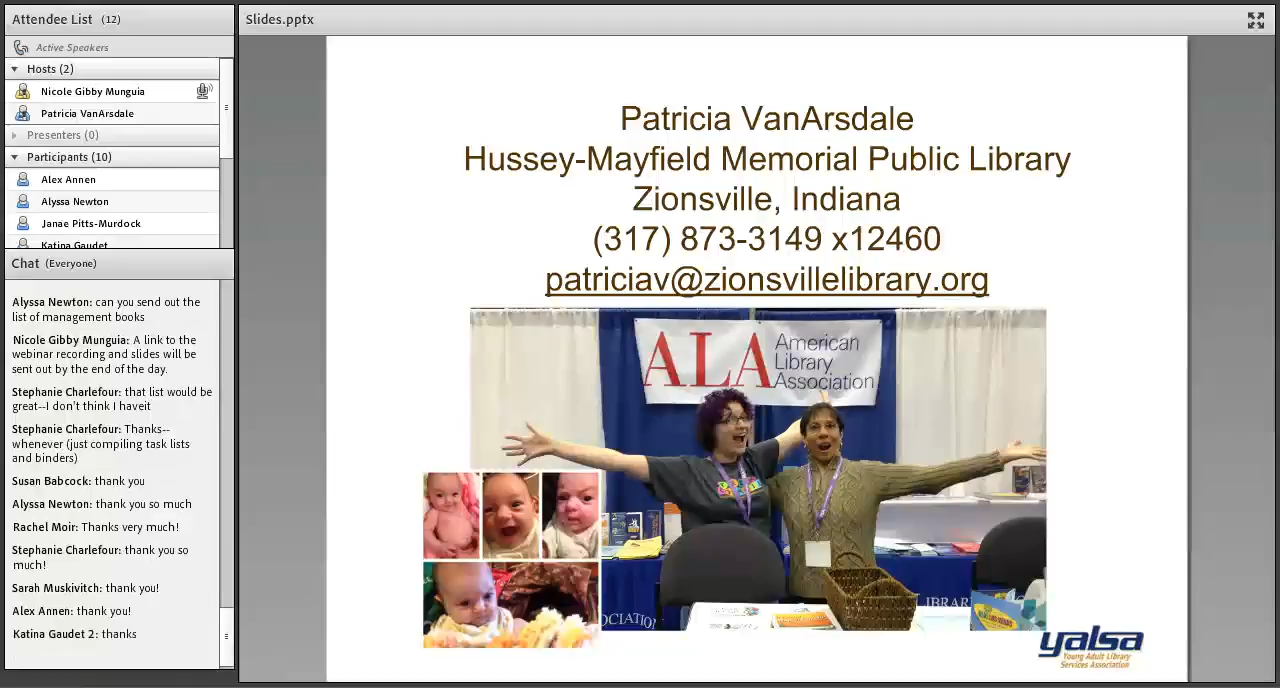 Attendee List (12)
Active Speakers
Hosts (2)
Nicole Gibby Munguia
Patricia VanArsdale
Presenters (0)
Participants (10)
Alex Annen
Alyssa Newton
Janae Pitts-Murdock
Katina Gaudet
Chat (Everyone)
Alyssa Newton: can you send out the
list of management books
Nicole Gibby Munguia: A link to the
webinar recording and slides will be
sent out by the end of the day.
Stephanie Charlefour: that list would be
great--I don't think I haveit
Stephanie Charlefour: Thanks--
whenever (just compiling task lists
and binders)
Susan Babcock: thank you
Alyssa Newton: thank you so much
Rachel Moir: Thanks very much!
Stephanie Charlefour: thank you so
much!
Sarah Muskivitch: thank you!
Alex Annen: thank you!
Katina Gaudet 2: thanks
Slides.pptx
Patricia VanArsdale
Hussey-Mayfield Memorial Public Library
Zionsville, Indiana
(317) 873-3149 x12460
patriciav@zionsvillelibrary.org
ALA American
Library
Association
OCIATION
LIBRAR
yalsa
Young Adult Library
Services Association